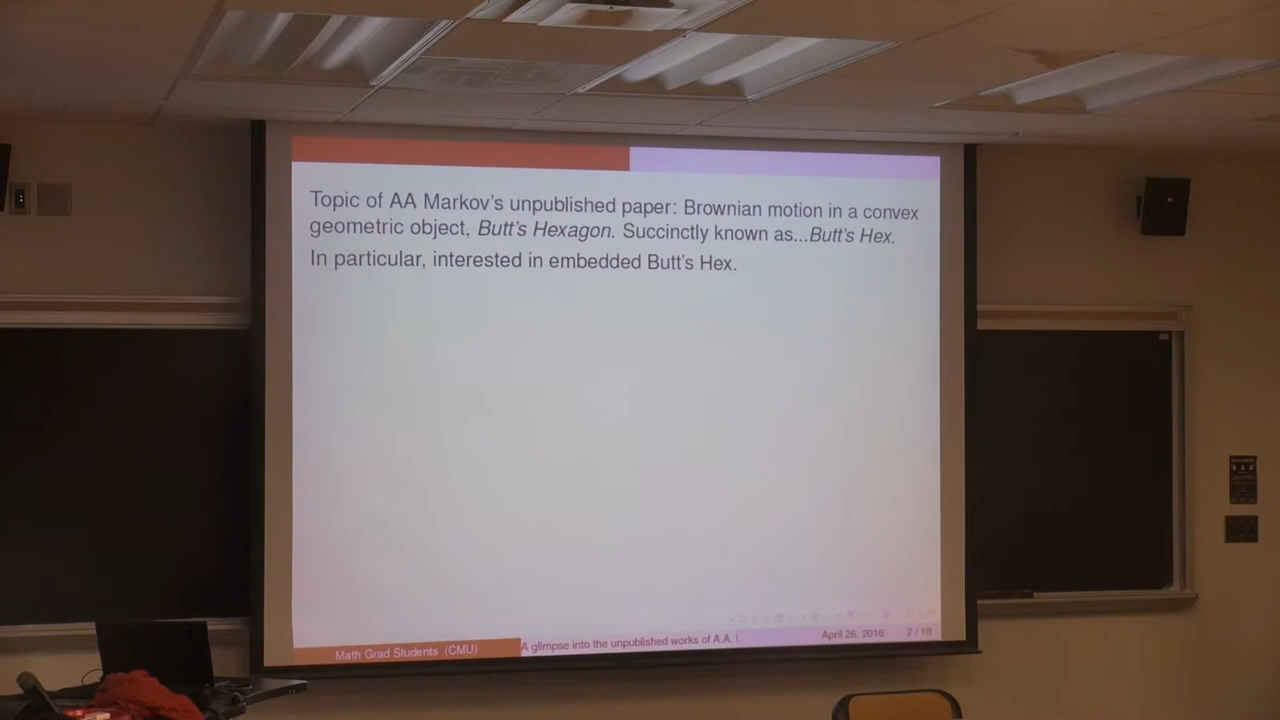 Topic of AA Markov's unpublished paper: Brownian motion in a convex
geometric object, Butt's Hexagon. Succinctly known as...Butt's Hex.
In particular, interested in embedded Butt's Hex.
Math Grad Students (CMU)
A glimpse into the unpublished works of A.A.
April 26, 2016
2 / 18